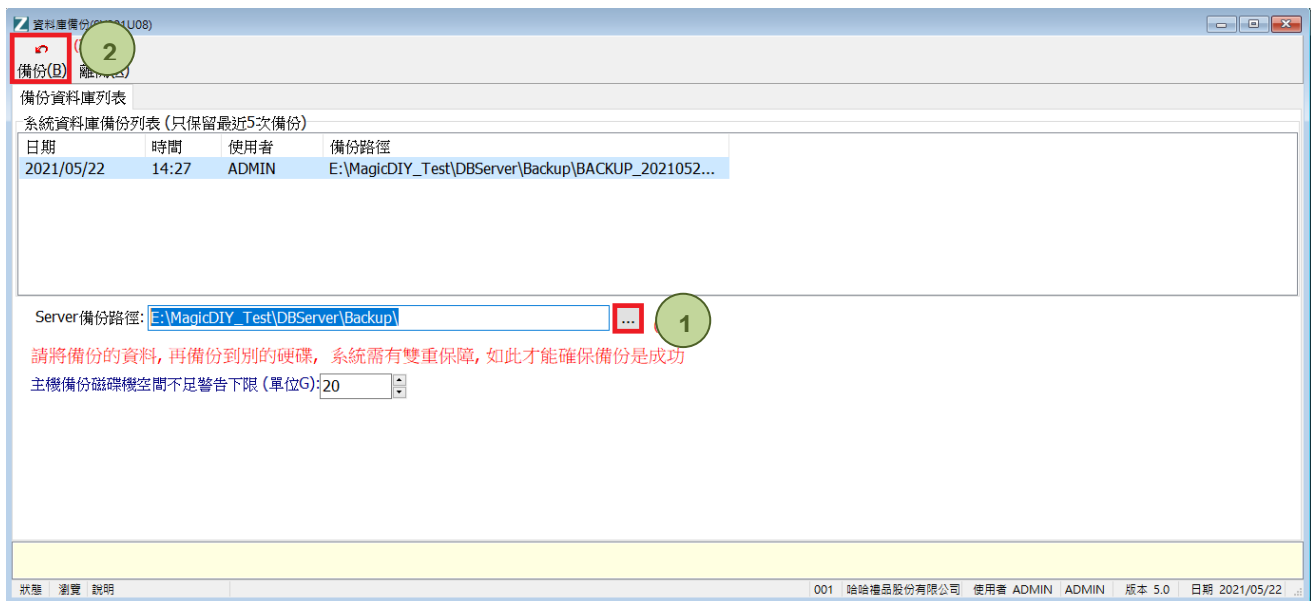 資料庫備份
U08)
2
備份(B)
備份資料庫列表
系統資料庫備份列表 (只保留最近5次備份)
日期 時間 使用者 備份路徑
2021/05/22 14:27 ADMIN E:\MagicDIY_Test\DBServer\Backup\BACKUP_2021052...
Server備份路徑: E:\MagicDIY_Test\DBServer\Backup\ ... 1
請將備份的資料, 再備份到別的硬碟, 系統需有雙重保障, 如此才能確保備份是成功
主機備份磁碟機空間不足警告下限 (單位G): 20
狀態 瀏覽 說明 001 哈哈禮品股份有限公司 使用者 ADMIN ADMIN 版本 5.0 日期 2021/05/22